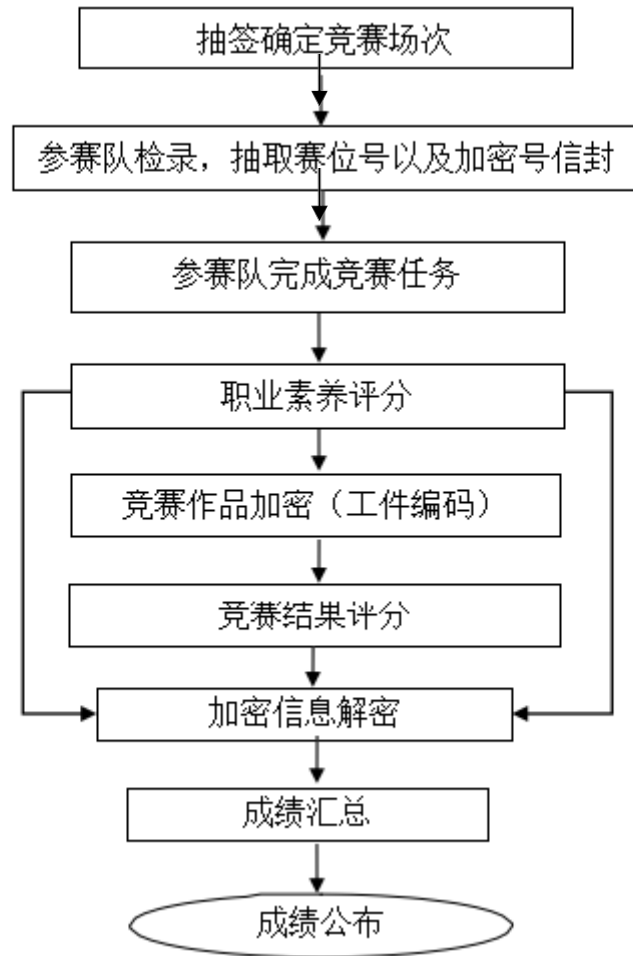 抽签确定竞赛场次
参赛队检录，抽取赛位号以及加密号信封
参赛队完成竞赛任务
职业素养评分
竞赛作品加密（工件编码）
竞赛结果评分
加密信息解密
成绩汇总
成绩公布